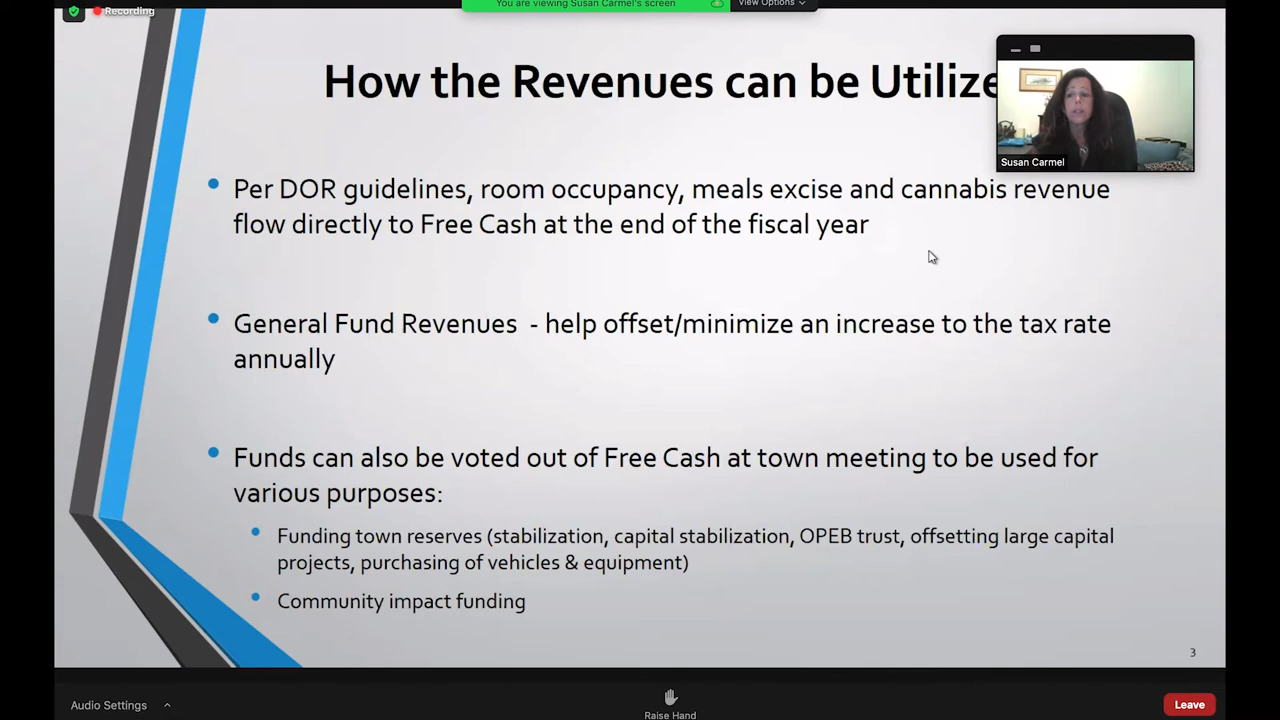 Recording
You are viewing Susan Carmel's screen
View Options
How the Revenues can be Utilize
Susan Carmel
Per DOR guidelines, room occupancy, meals excise and cannabis revenue
flow directly to Free Cash at the end of the fiscal year
General Fund Revenues - help offset/minimize an increase to the tax rate
annually
Funds can also be voted out of Free Cash at town meeting to be used for
various purposes:
Funding town reserves (stabilization, capital stabilization, OPEB trust, offsetting large capital
projects, purchasing of vehicles & equipment)
Community impact funding
3
Audio Settings
Raise Hand
Leave